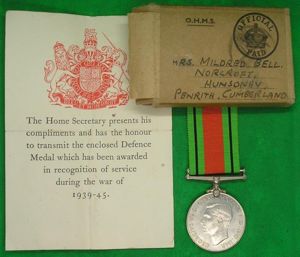 O.H.M.S.
OFFICIAL
PAID
MRS. MILDRED BELL.
NORCROFT,
HUNSONBY
PENRITH, CUMBERLAND.
The Home Secretary presents his
compliments and has the honour
to transmit the enclosed Defence
Medal which has been awarded
in recognition of service
during the war of
1939-45.